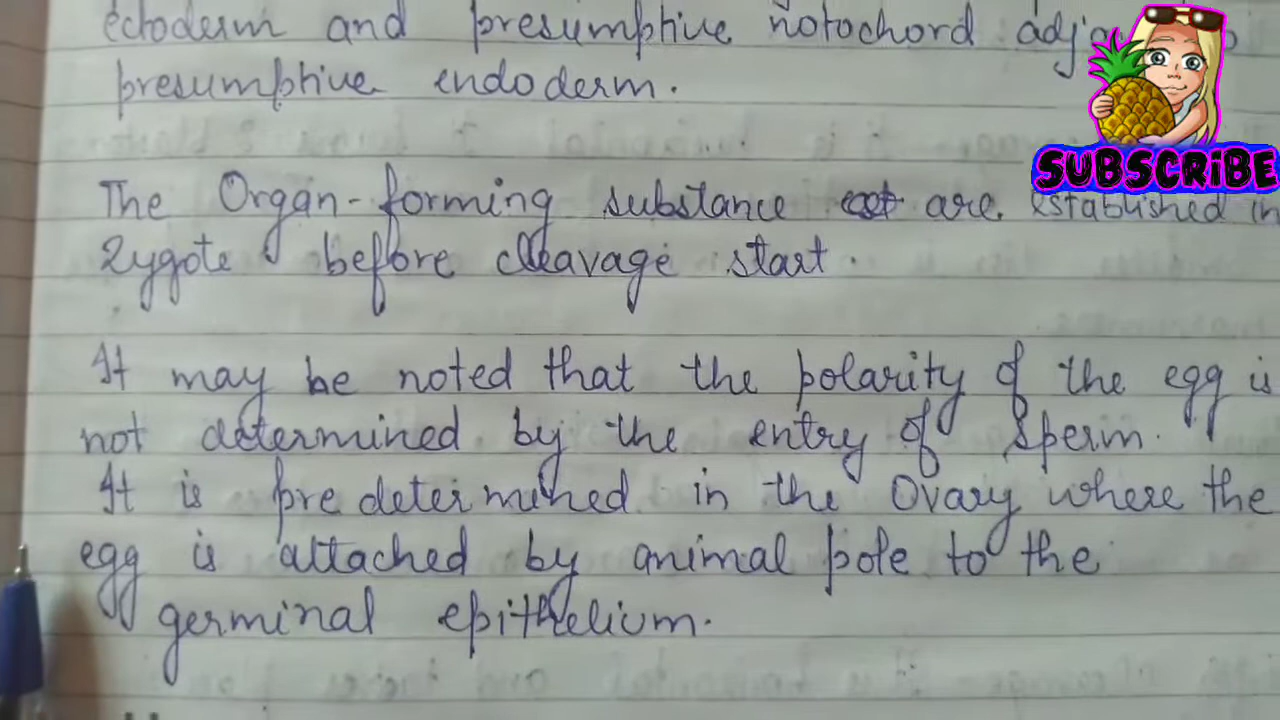 ectoderm and presumptive notochord
presumptive endoderm.
SUBSCRIBE
The Organ-forming substance are established in
Zygote before cleavage start.
It may be noted that the polarity of the egg is
not determined by the entry of sperm.
It is pre determined in the Ovary where the
egg is attached by animal pole to the
germinal epithelium.